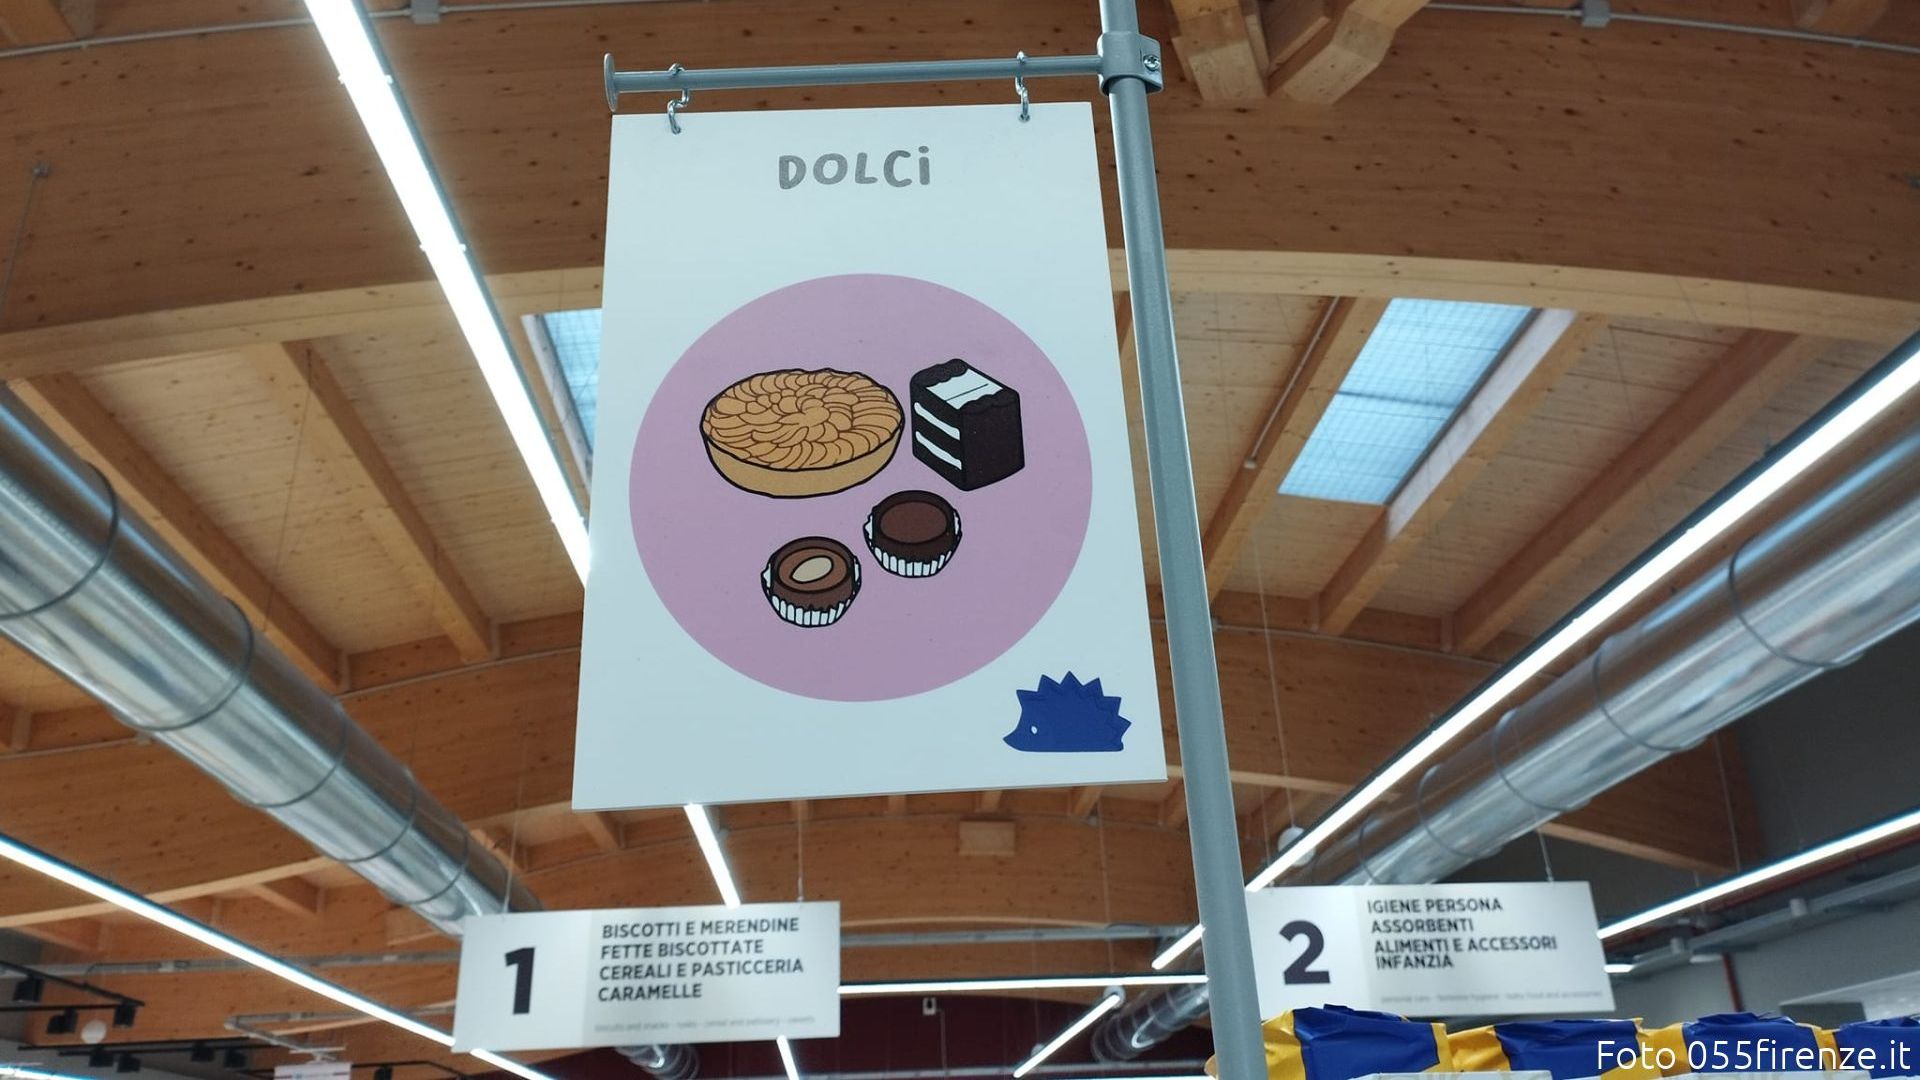 DOLCi
1
BISCOTTI E MERENDINE
FETTE BISCOTTATE
CEREALI E PASTICCERIA
CARAMELLE
2
IGIENE PERSONA
ASSORBENTI
ALIMENTI E ACCESSORI
INFANZIA
Foto 055firenze.it